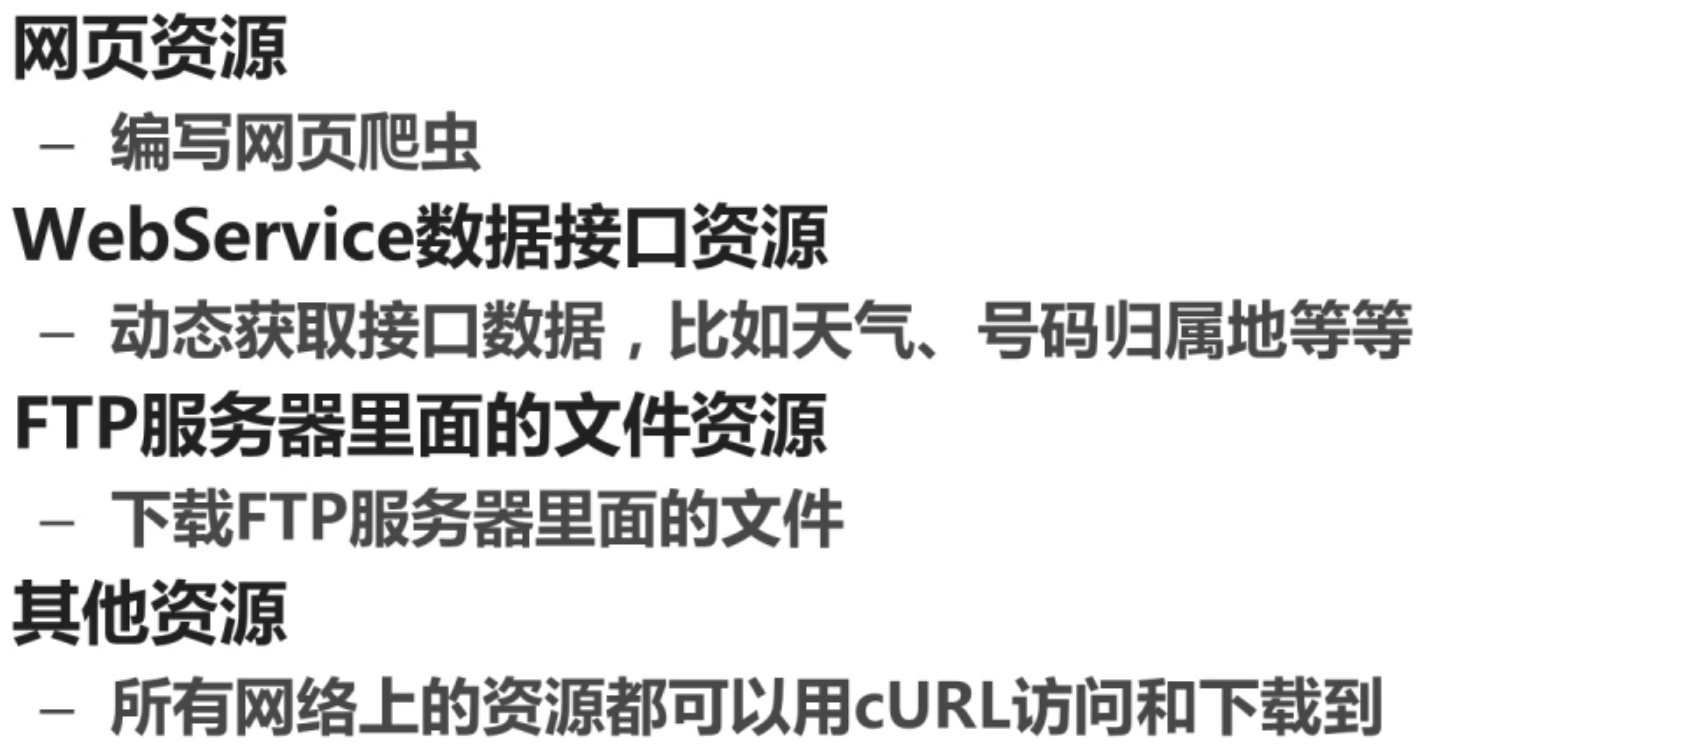 网页资源
– 编写网页爬虫
WebService数据接口资源
– 动态获取接口数据，比如天气、号码归属地等等
FTP服务器里面的文件资源
– 下载FTP服务器里面的文件
其他资源
– 所有网络上的资源都可以用cURL访问和下载到